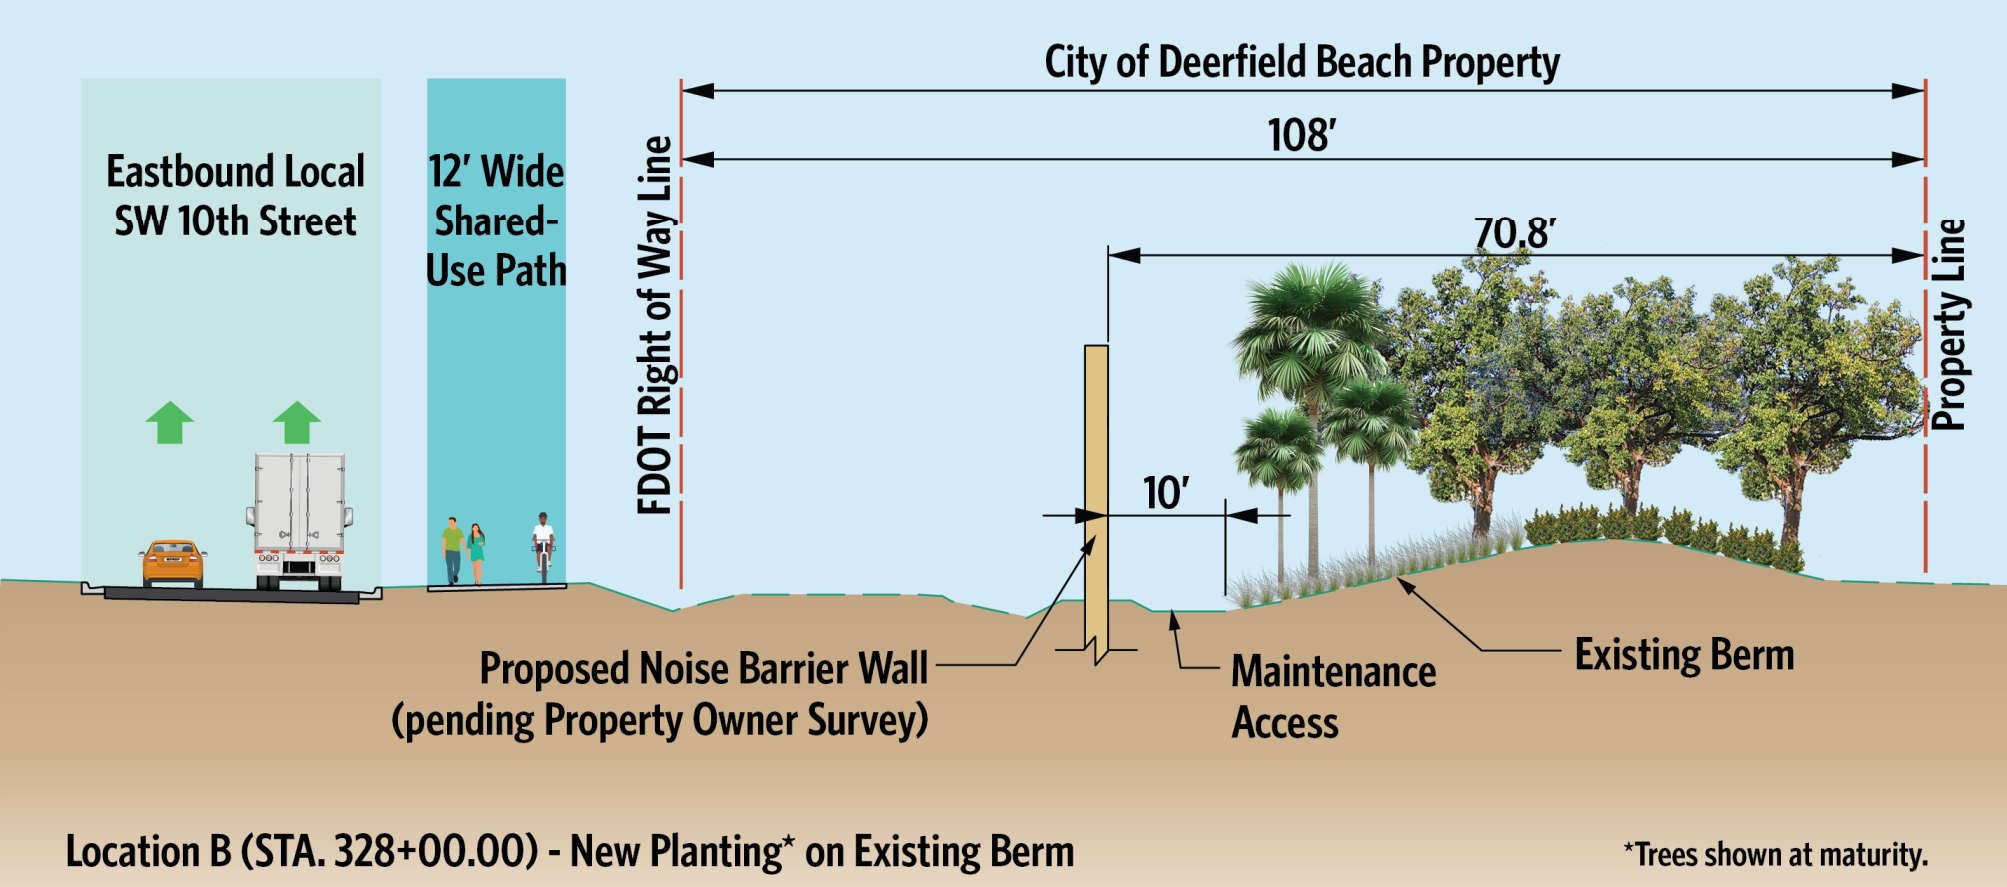 City of Deerfield Beach Property
108'
70.8'
Eastbound Local
SW 10th Street
12' Wide
Shared-
Use Path
FDOT Right of Way Line
Property Line
10'
Proposed Noise Barrier Wall
(pending Property Owner Survey)
Maintenance
Access
Existing Berm
Location B (STA. 328+00.00) - New Planting* on Existing Berm
*Trees shown at maturity.